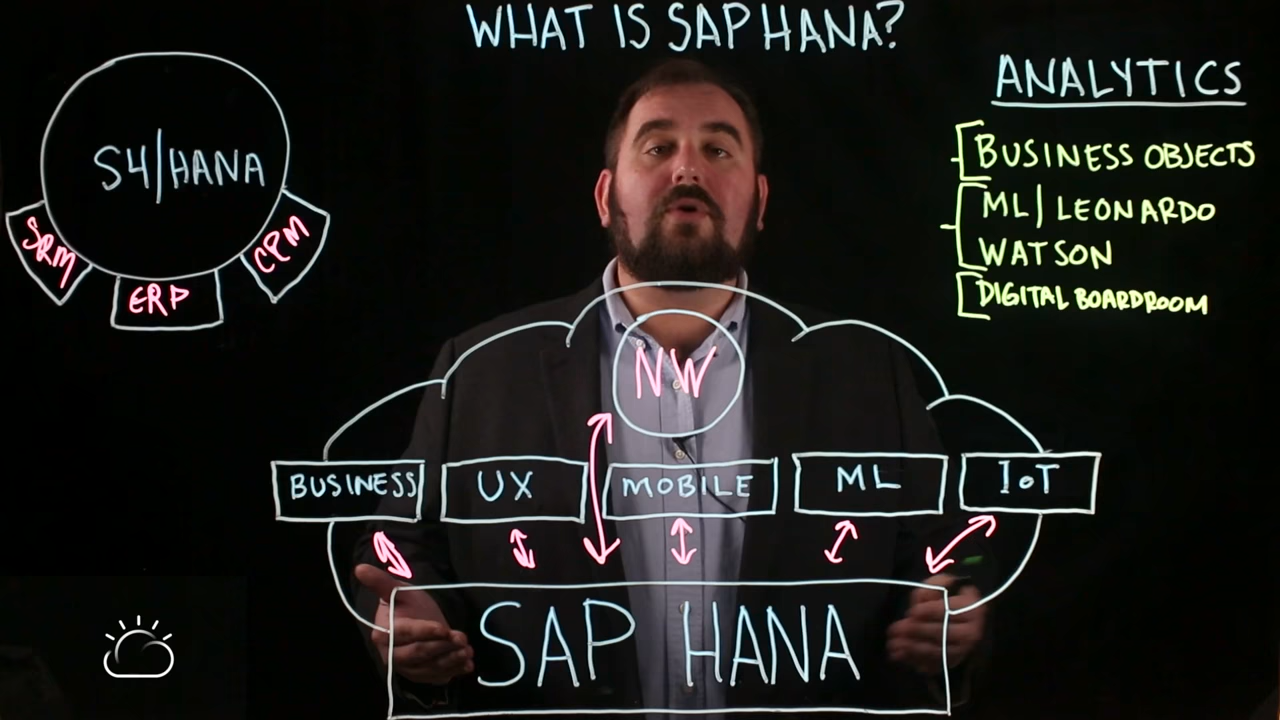 WHAT IS SAP HANA?
S4/HANA
SRM
ERP
CPM
ANALYTICS
BUSINESS OBJECTS
ML/LEONARDO
WATSON
DIGITAL BOARDROOM
NW
BUSINESS
UX
MOBILE
ML
IoT
SAP HANA